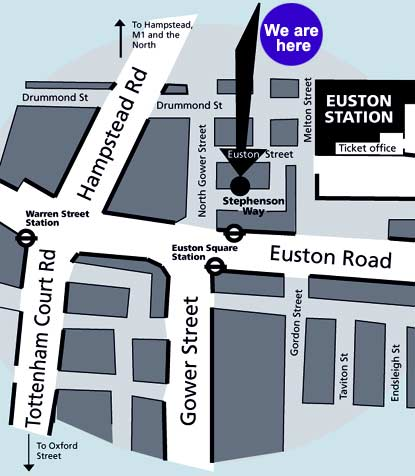 To Hampstead,
M1 and the
North
We are
here
Hampstead Rd
Drummond St
Drummond St
Melton Street
EUSTON
STATION
Ticket office
North Gower Street
Euston Street
Stephenson
Way
Warren Street
Station
Euston Square
Station
Euston Road
Tottenham Court Rd
Gower Street
Gordon Street
Taviton St
Endsleigh St
To Oxford
Street